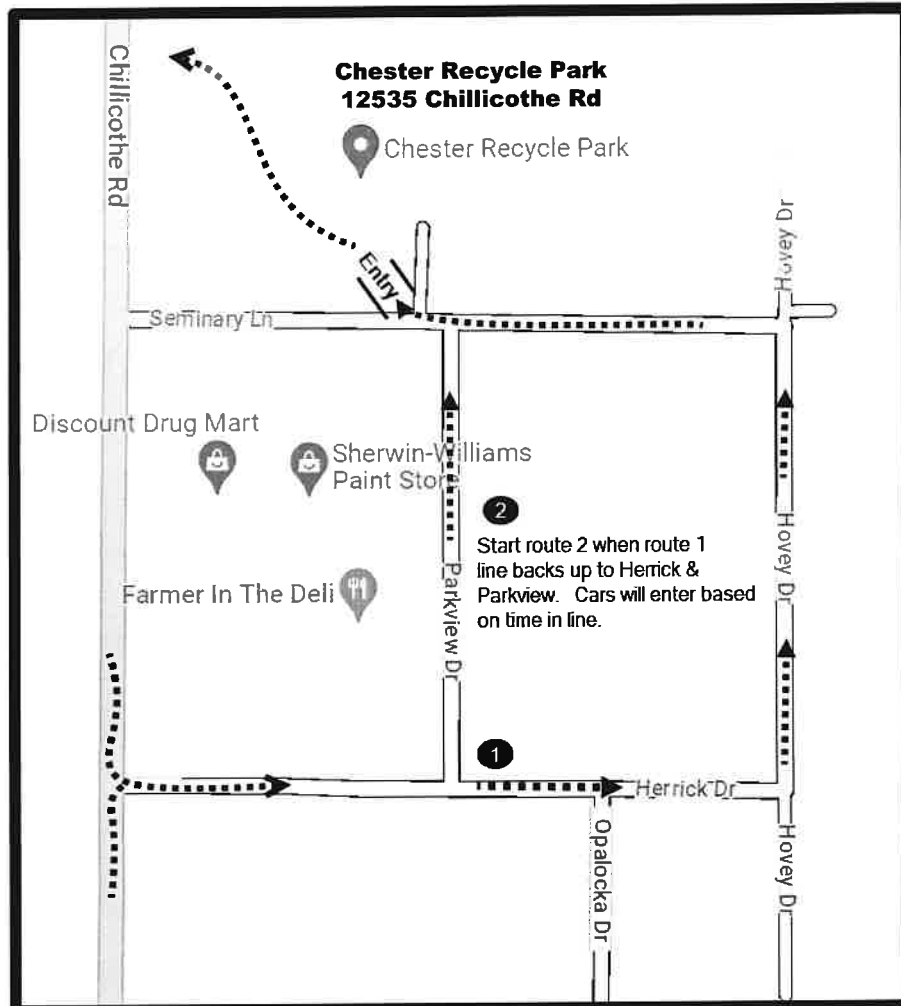 Chester Recycle Park
12535 Chillicothe Rd
Chillicothe Rd
Chester Recycle Park
Hovey Dr
Entry
Seminary Ln
Discount Drug Mart
Sherwin-Williams
Paint Store
2
Start route 2 when route 1
line backs up to Herrick &
Parkview. Cars will enter based
on time in line.
Hovey Dr
Farmer In The Deli
Parkview Dr
1
Herrick Dr
Opalocka Dr
Hovey Dr